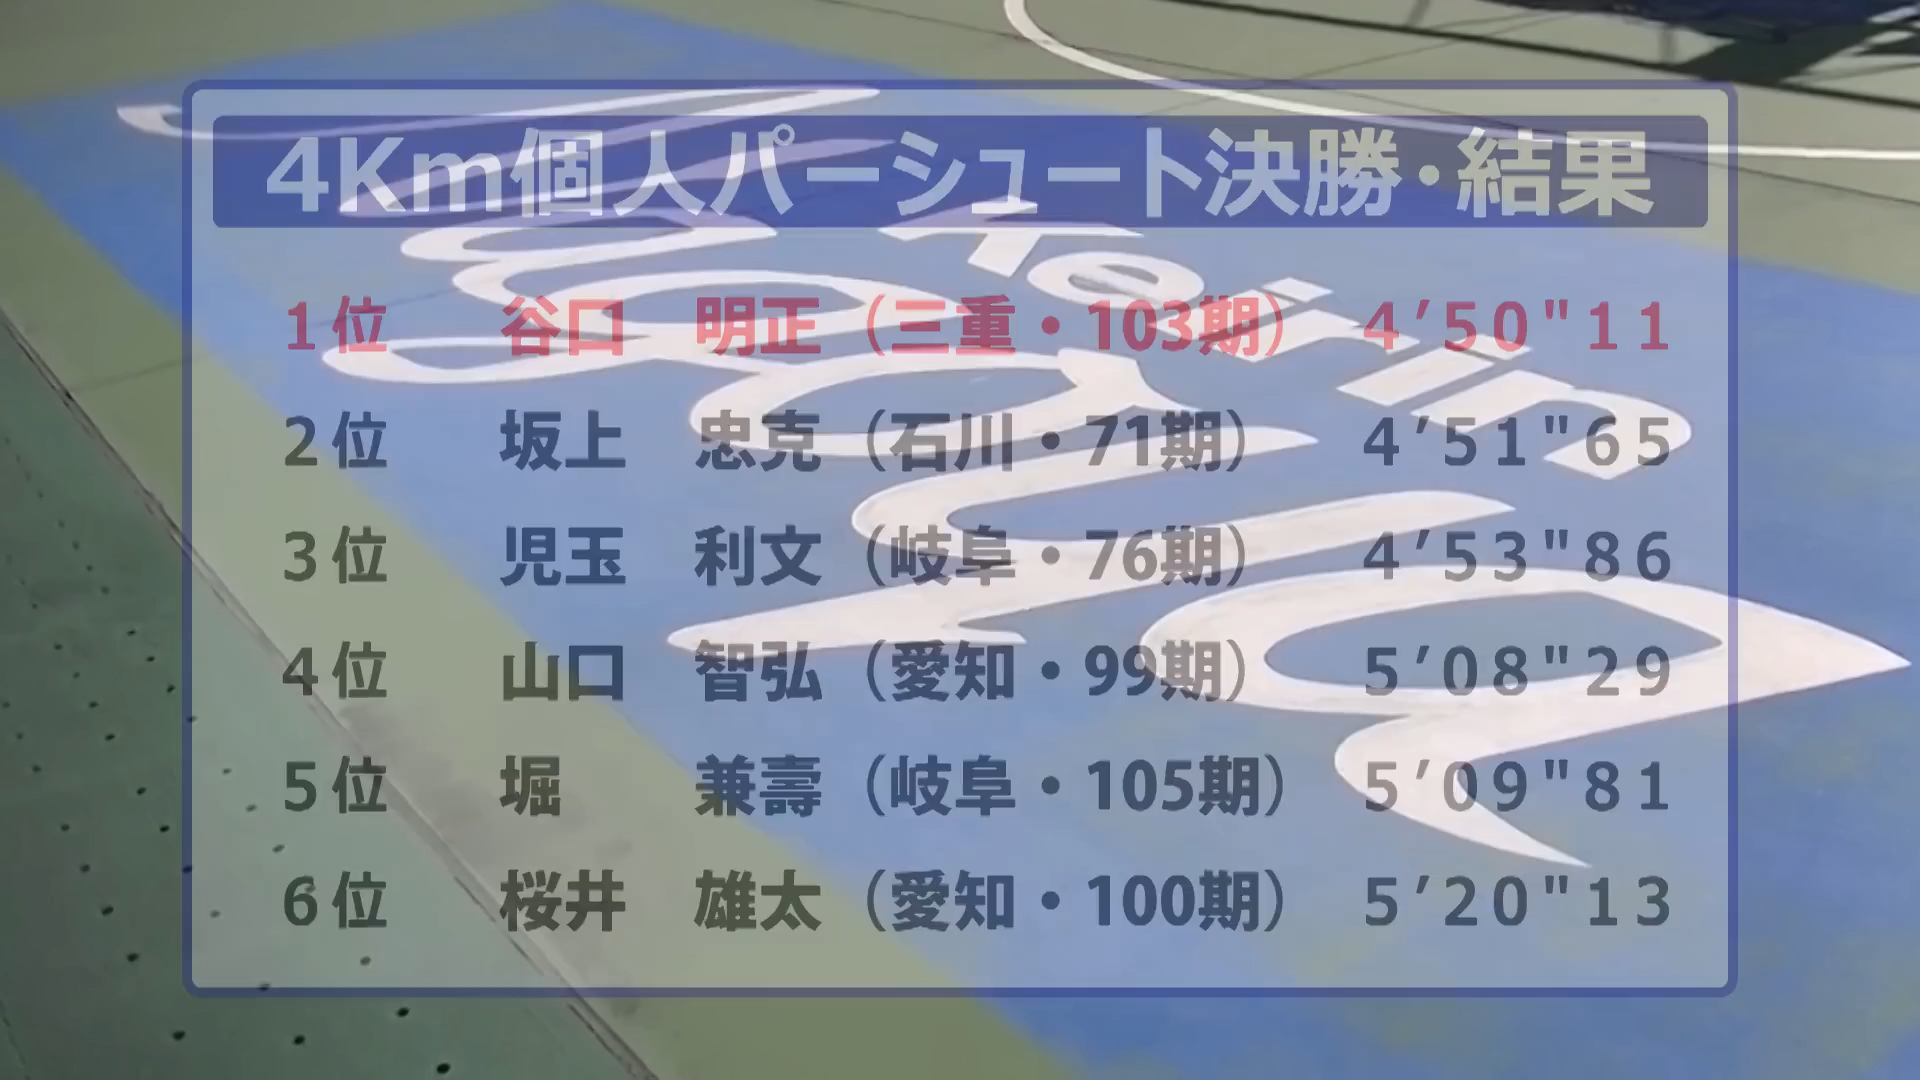 4Km個人パーシュート決勝・結果
1位 谷口 明正（三重・103期） 4’50"11
2位 坂上 忠克（石川・71期） 4’51"65
3位 児玉 利文（岐阜・76期） 4’53"86
4位 山口 智弘（愛知・99期） 5’08"29
5位 堀 兼壽（岐阜・105期） 5’09"81
6位 桜井 雄太（愛知・100期） 5’20"13
keirin
Nagoya